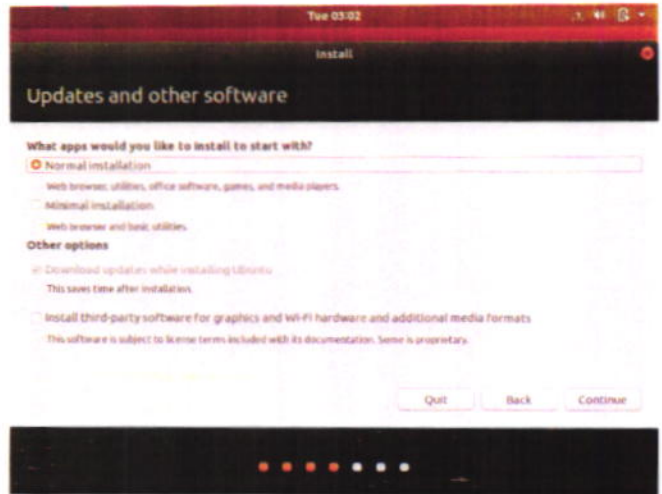 Tue 03:02
Install
Updates and other software
What apps would you like to install to start with?
Normal installation
Web browser, utilities, office software, games, and media players.
Minimal installation
Web browser and basic utilities.
Other options
Download updates while installing Ubuntu
This saves time after installation.
Install third-party software for graphics and Wi-Fi hardware and additional media formats
This software is subject to license terms included with its documentation. Some is proprietary.
Quit
Back
Continue